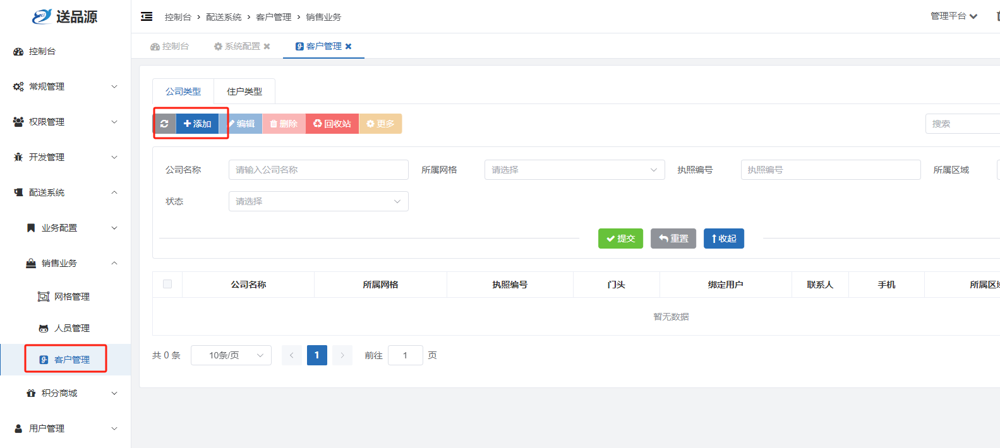 送品源
控制台
常规管理
权限管理
开发管理
配送系统
业务配置
销售业务
网格管理
人员管理
客户管理
积分商城
用户管理
控制台 › 配送系统 › 客户管理 › 销售业务
管理平台
控制台 系统配置 客户管理
公司类型 住户类型
添加 编辑 删除 回收站 更多
搜索
公司名称 请输入公司名称 所属网格 请选择 执照编号 执照编号 所属区域
状态 请选择
提交 重置 收起
公司名称 所属网格 执照编号 门头 绑定用户 联系人 手机 所属区域
暂无数据
共 0 条 10条/页 1 前往 1 页